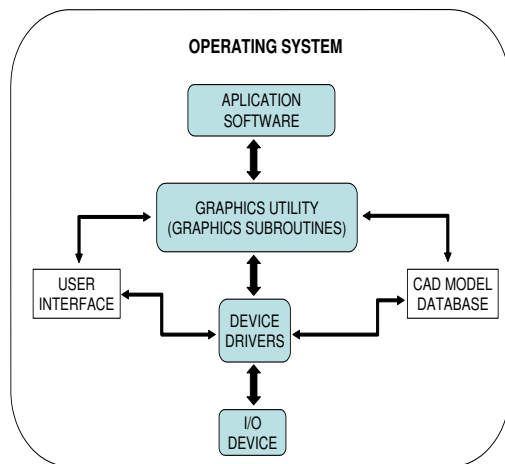 OPERATING SYSTEM
APLICATION
SOFTWARE
GRAPHICS UTILITY
(GRAPHICS SUBROUTINES)
USER
INTERFACE
CAD MODEL
DATABASE
DEVICE
DRIVERS
I/O
DEVICE